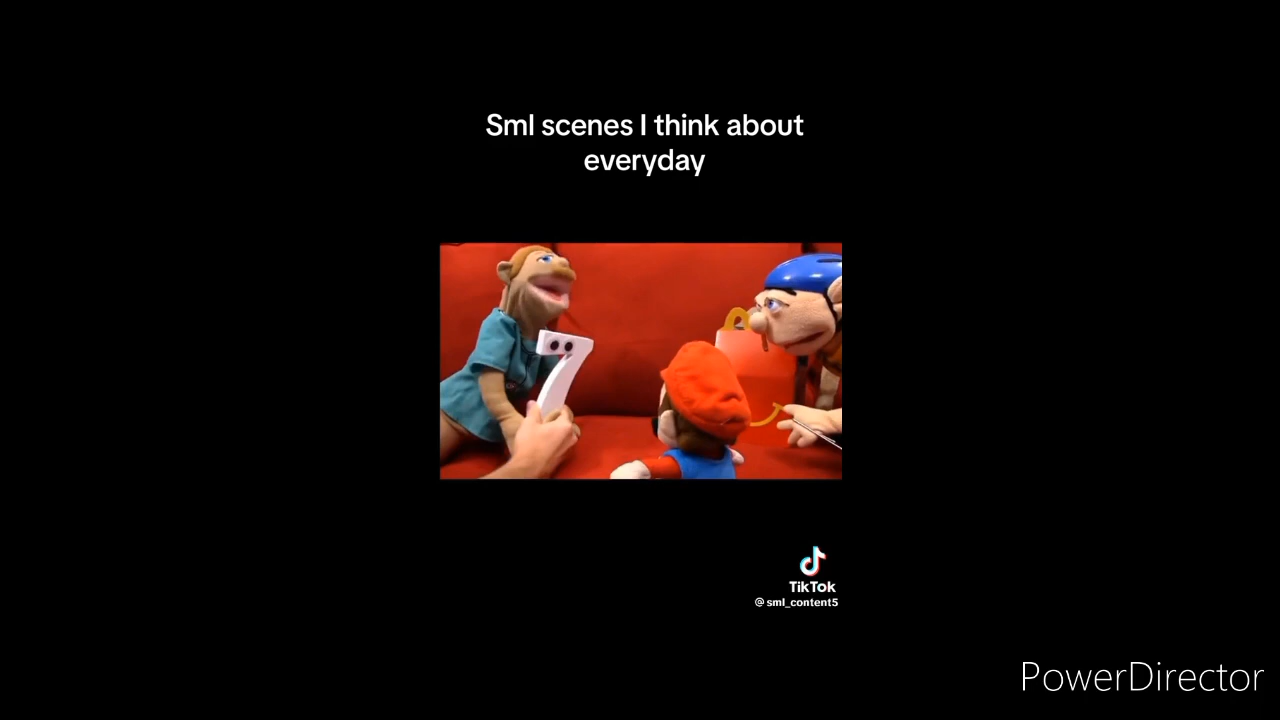 Sml scenes I think about
everyday
7
TikTok
@sml_content5
PowerDirector